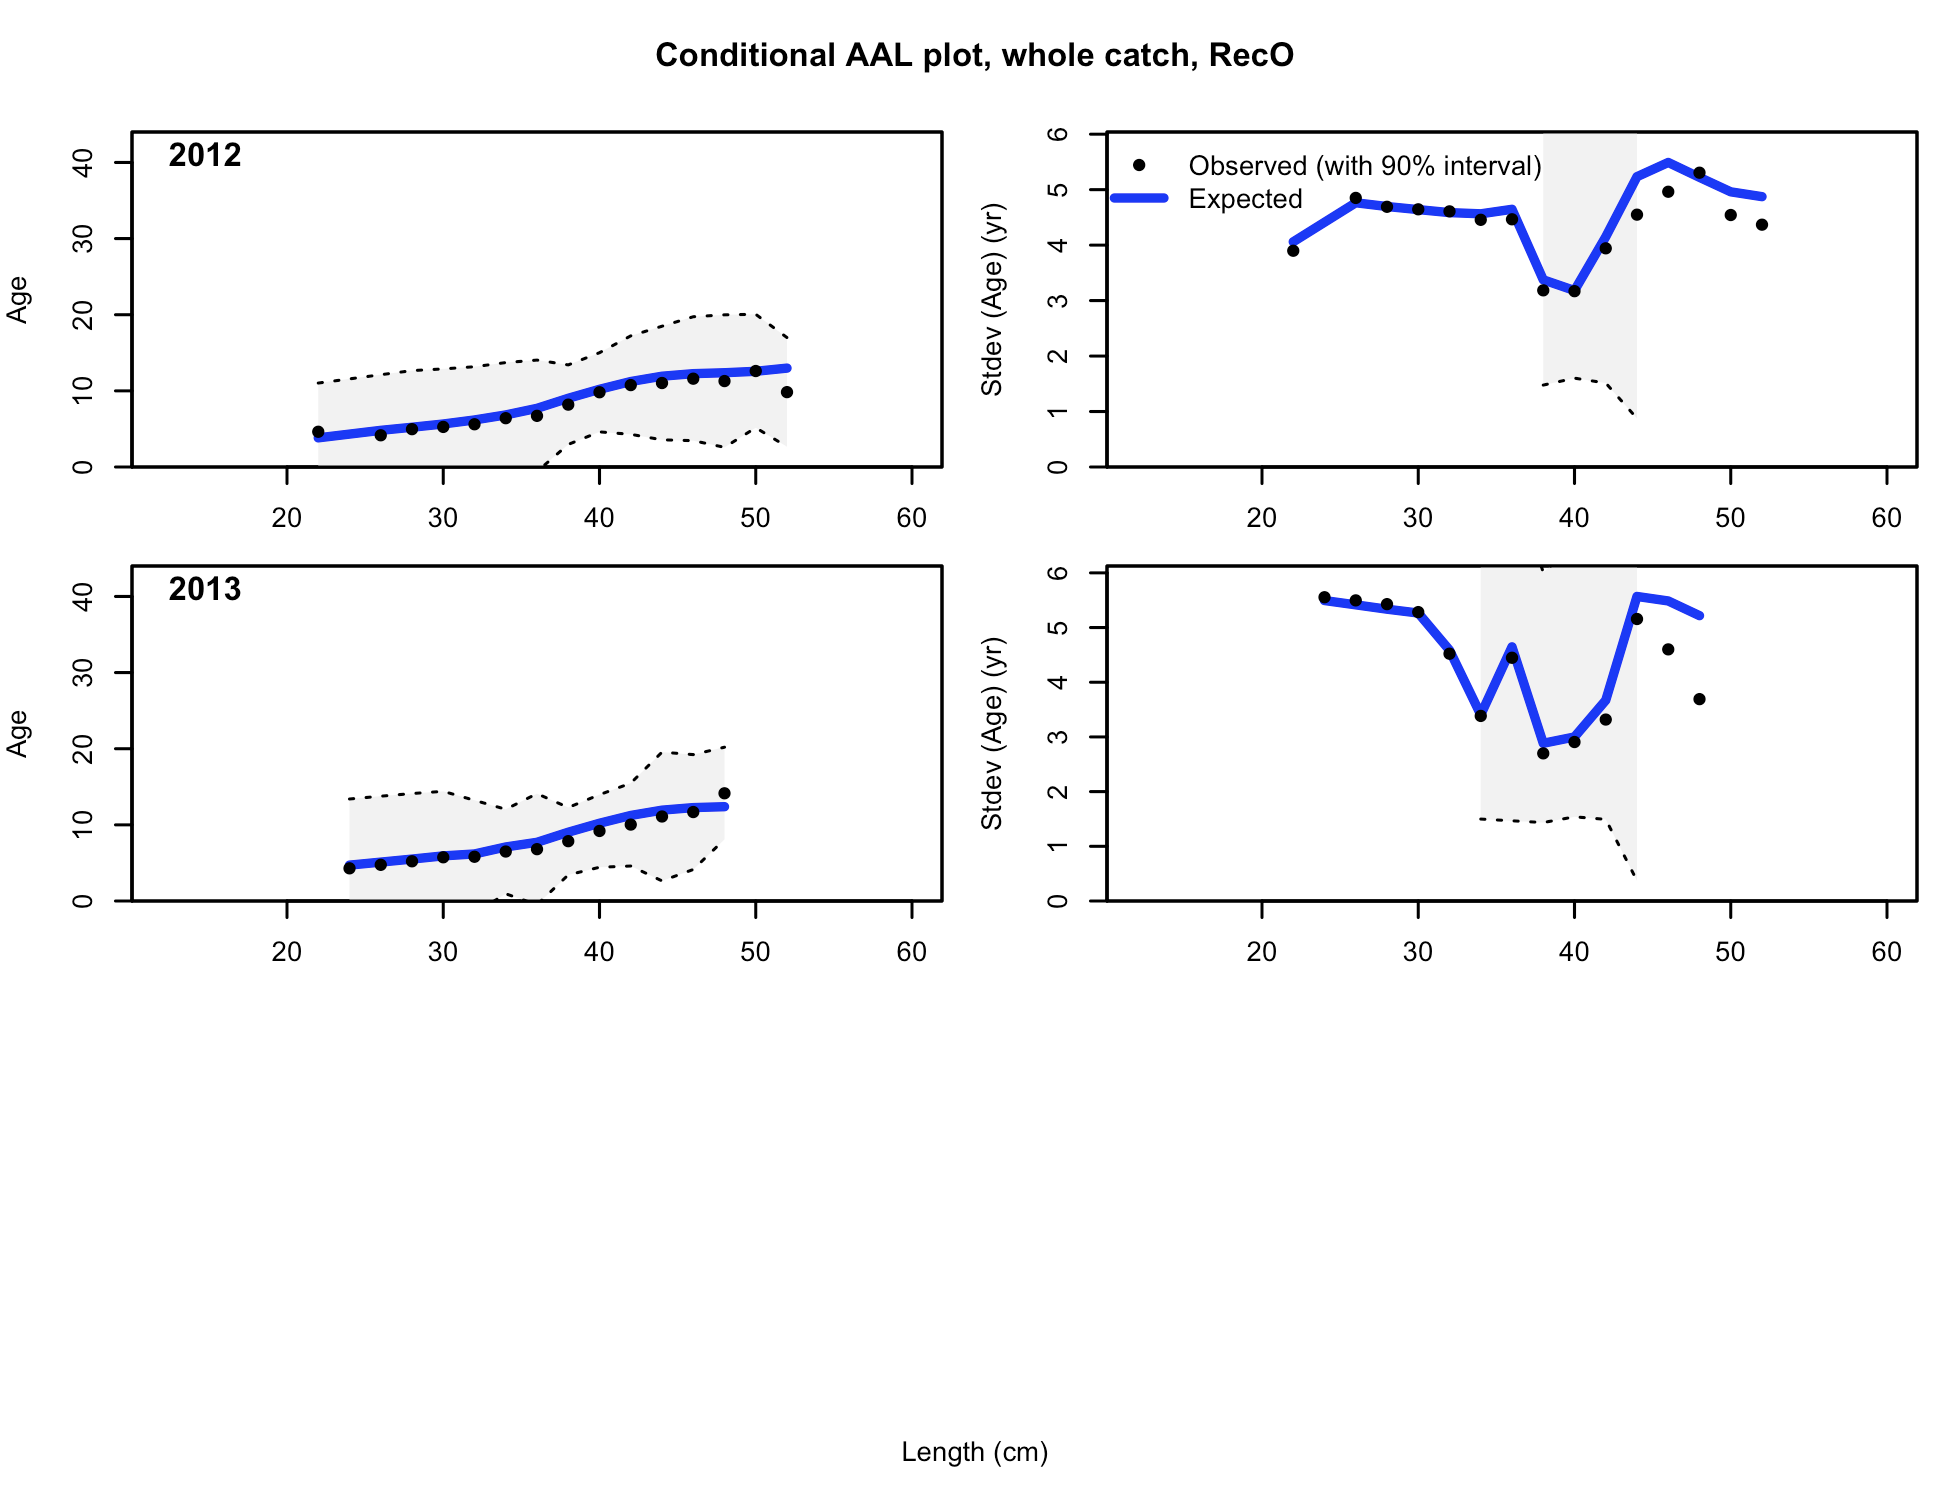 Conditional AAL plot, whole catch, RecO
2012
Age
0 10 20 30 40
20 30 40 50 60
Observed (with 90% interval)
Expected
Stdev (Age) (yr)
0 1 2 3 4 5 6
20 30 40 50 60
2013
Age
0 10 20 30 40
20 30 40 50 60
Stdev (Age) (yr)
0 1 2 3 4 5 6
20 30 40 50 60
Length (cm)